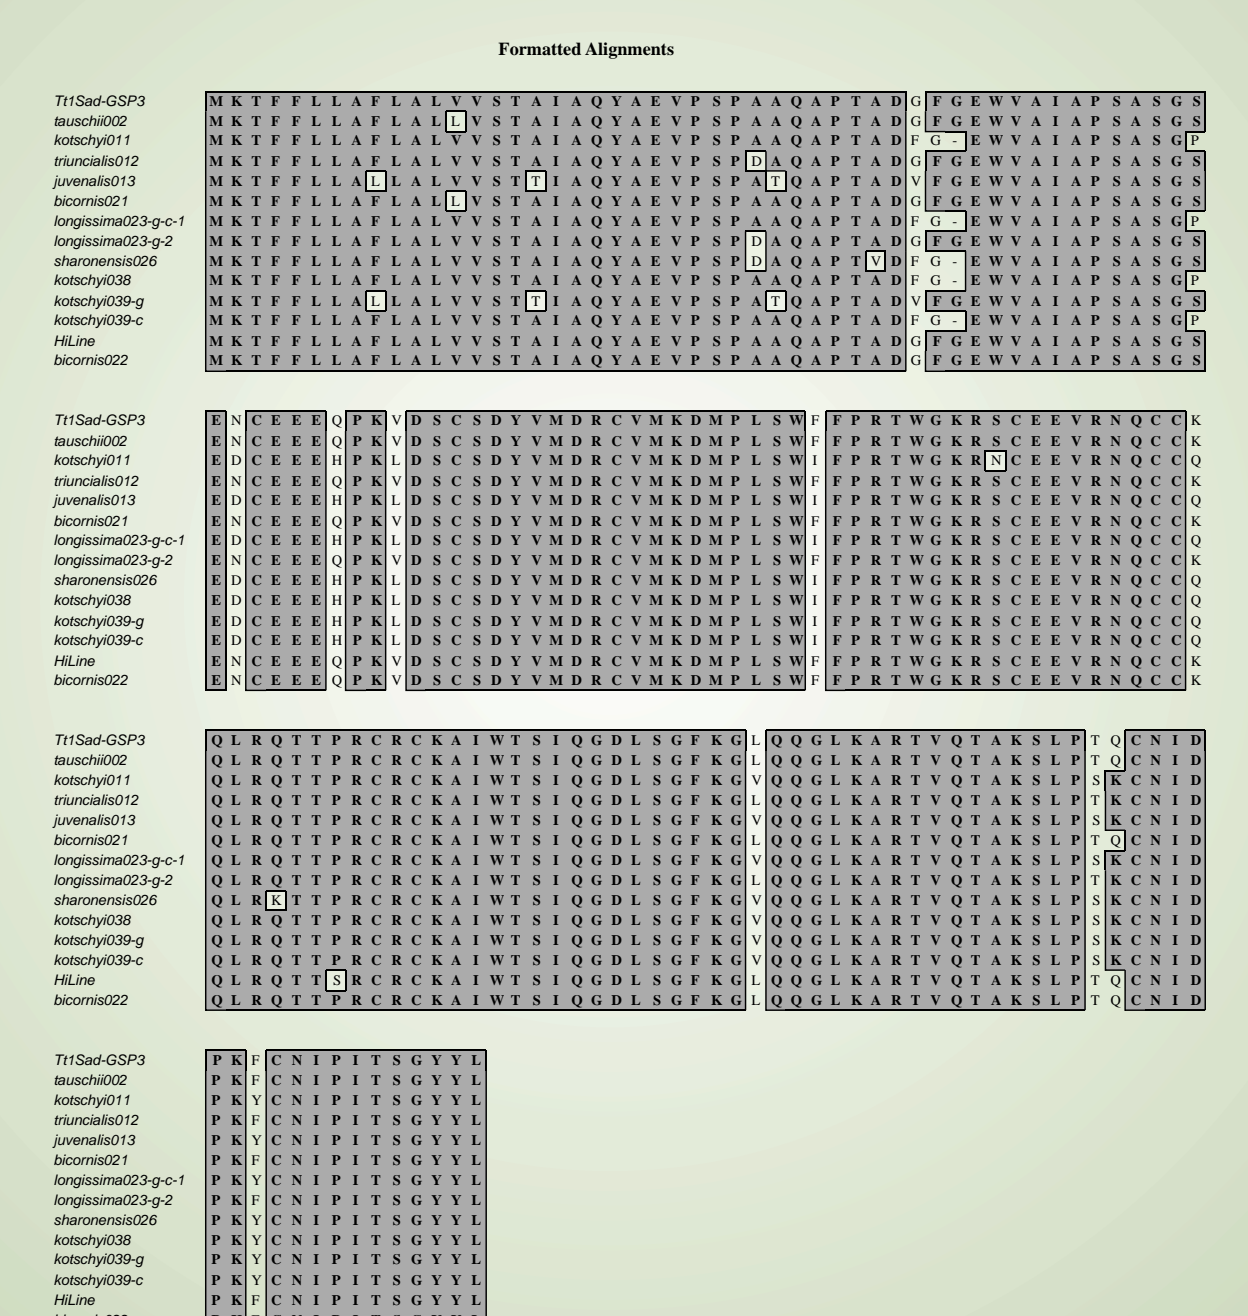 Formatted Alignments
Tt1Sad-GSP3 M K T F F L L A F L A L V V S T A I A Q Y A E V P S P A A Q A P T A D G F G E W V A I A P S A S G S
tauschii002 M K T F F L L A F L A L L V S T A I A Q Y A E V P S P A A Q A P T A D G F G E W V A I A P S A S G S
kotschyi011 M K T F F L L A F L A L V V S T A I A Q Y A E V P S P A A Q A P T A D F G - E W V A I A P S A S G P
triuncialis012 M K T F F L L A F L A L V V S T A I A Q Y A E V P S P D A Q A P T A D G F G E W V A I A P S A S G S
juvenalis013 M K T F F L L A L L A L V V S T T I A Q Y A E V P S P A T Q A P T A D V F G E W V A I A P S A S G S
bicornis021 M K T F F L L A F L A L L V S T A I A Q Y A E V P S P A A Q A P T A D G F G E W V A I A P S A S G S
longissima023-g-c-1 M K T F F L L A F L A L V V S T A I A Q Y A E V P S P A A Q A P T A D F G - E W V A I A P S A S G P
longissima023-g-2 M K T F F L L A F L A L V V S T A I A Q Y A E V P S P D A Q A P T A D G F G E W V A I A P S A S G S
sharonensis026 M K T F F L L A F L A L V V S T A I A Q Y A E V P S P D A Q A P T V D F G - E W V A I A P S A S G S
kotschyi038 M K T F F L L A F L A L V V S T A I A Q Y A E V P S P A A Q A P T A D F G - E W V A I A P S A S G P
kotschyi039-g M K T F F L L A L L A L V V S T T I A Q Y A E V P S P A T Q A P T A D V F G E W V A I A P S A S G S
kotschyi039-c M K T F F L L A F L A L V V S T A I A Q Y A E V P S P A A Q A P T A D F G - E W V A I A P S A S G P
HiLine M K T F F L L A F L A L V V S T A I A Q Y A E V P S P A A Q A P T A D G F G E W V A I A P S A S G S
bicornis022 M K T F F L L A F L A L V V S T A I A Q Y A E V P S P A A Q A P T A D G F G E W V A I A P S A S G S
Tt1Sad-GSP3 E N C E E E Q P K V D S C S D Y V M D R C V M K D M P L S W F F P R T W G K R S C E E V R N Q C C K
tauschii002 E N C E E E Q P K V D S C S D Y V M D R C V M K D M P L S W F F P R T W G K R S C E E V R N Q C C K
kotschyi011 E D C E E E H P K L D S C S D Y V M D R C V M K D M P L S W I F P R T W G K R N C E E V R N Q C C Q
triuncialis012 E N C E E E Q P K V D S C S D Y V M D R C V M K D M P L S W F F P R T W G K R S C E E V R N Q C C K
juvenalis013 E D C E E E H P K L D S C S D Y V M D R C V M K D M P L S W I F P R T W G K R S C E E V R N Q C C Q
bicornis021 E N C E E E Q P K V D S C S D Y V M D R C V M K D M P L S W F F P R T W G K R S C E E V R N Q C C K
longissima023-g-c-1 E D C E E E H P K L D S C S D Y V M D R C V M K D M P L S W I F P R T W G K R S C E E V R N Q C C Q
longissima023-g-2 E N C E E E Q P K V D S C S D Y V M D R C V M K D M P L S W F F P R T W G K R S C E E V R N Q C C K
sharonensis026 E D C E E E H P K L D S C S D Y V M D R C V M K D M P L S W I F P R T W G K R S C E E V R N Q C C Q
kotschyi038 E D C E E E H P K L D S C S D Y V M D R C V M K D M P L S W I F P R T W G K R S C E E V R N Q C C Q
kotschyi039-g E D C E E E H P K L D S C S D Y V M D R C V M K D M P L S W I F P R T W G K R S C E E V R N Q C C Q
kotschyi039-c E D C E E E H P K L D S C S D Y V M D R C V M K D M P L S W I F P R T W G K R S C E E V R N Q C C Q
HiLine E N C E E E Q P K V D S C S D Y V M D R C V M K D M P L S W F F P R T W G K R S C E E V R N Q C C K
bicornis022 E N C E E E Q P K V D S C S D Y V M D R C V M K D M P L S W F F P R T W G K R S C E E V R N Q C C K
Tt1Sad-GSP3 Q L R Q T T P R C R C K A I W T S I Q G D L S G F K G L Q Q G L K A R T V Q T A K S L P T Q C N I D
tauschii002 Q L R Q T T P R C R C K A I W T S I Q G D L S G F K G L Q Q G L K A R T V Q T A K S L P T Q C N I D
kotschyi011 Q L R Q T T P R C R C K A I W T S I Q G D L S G F K G V Q Q G L K A R T V Q T A K S L P S K C N I D
triuncialis012 Q L R Q T T P R C R C K A I W T S I Q G D L S G F K G L Q Q G L K A R T V Q T A K S L P T K C N I D
juvenalis013 Q L R Q T T P R C R C K A I W T S I Q G D L S G F K G V Q Q G L K A R T V Q T A K S L P S K C N I D
bicornis021 Q L R Q T T P R C R C K A I W T S I Q G D L S G F K G L Q Q G L K A R T V Q T A K S L P T Q C N I D
longissima023-g-c-1 Q L R Q T T P R C R C K A I W T S I Q G D L S G F K G V Q Q G L K A R T V Q T A K S L P S K C N I D
longissima023-g-2 Q L R Q T T P R C R C K A I W T S I Q G D L S G F K G L Q Q G L K A R T V Q T A K S L P T K C N I D
sharonensis026 Q L R K T T P R C R C K A I W T S I Q G D L S G F K G V Q Q G L K A R T V Q T A K S L P S K C N I D
kotschyi038 Q L R Q T T P R C R C K A I W T S I Q G D L S G F K G V Q Q G L K A R T V Q T A K S L P S K C N I D
kotschyi039-g Q L R Q T T P R C R C K A I W T S I Q G D L S G F K G V Q Q G L K A R T V Q T A K S L P S K C N I D
kotschyi039-c Q L R Q T T P R C R C K A I W T S I Q G D L S G F K G V Q Q G L K A R T V Q T A K S L P S K C N I D
HiLine Q L R Q T T S R C R C K A I W T S I Q G D L S G F K G L Q Q G L K A R T V Q T A K S L P T Q C N I D
bicornis022 Q L R Q T T P R C R C K A I W T S I Q G D L S G F K G L Q Q G L K A R T V Q T A K S L P T Q C N I D
Tt1Sad-GSP3 P K F C N I P I T S G Y Y L
tauschii002 P K F C N I P I T S G Y Y L
kotschyi011 P K Y C N I P I T S G Y Y L
triuncialis012 P K F C N I P I T S G Y Y L
juvenalis013 P K Y C N I P I T S G Y Y L
bicornis021 P K F C N I P I T S G Y Y L
longissima023-g-c-1 P K Y C N I P I T S G Y Y L
longissima023-g-2 P K F C N I P I T S G Y Y L
sharonensis026 P K Y C N I P I T S G Y Y L
kotschyi038 P K Y C N I P I T S G Y Y L
kotschyi039-g P K Y C N I P I T S G Y Y L
kotschyi039-c P K Y C N I P I T S G Y Y L
HiLine P K F C N I P I T S G Y Y L